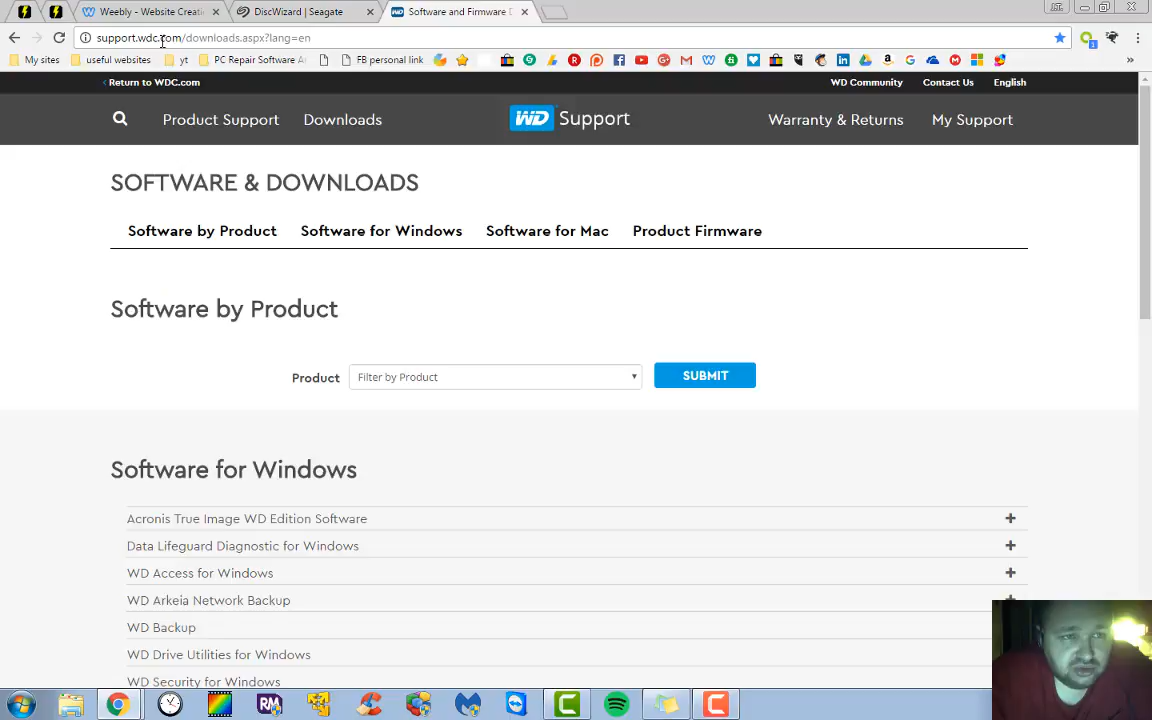 Weebly - Website Creati
DiscWizard | Seagate
Software and Firmware D
support.wdc.com/downloads.aspx?lang=en
My sites
useful websites
yt
PC Repair Software A
FB personal link
Return to WDC.com
WD Community
Contact Us
English
Product Support
Downloads
WD Support
Warranty & Returns
My Support
SOFTWARE & DOWNLOADS
Software by Product
Software for Windows
Software for Mac
Product Firmware
Software by Product
Product
Filter by Product
SUBMIT
Software for Windows
Acronis True Image WD Edition Software
Data Lifeguard Diagnostic for Windows
WD Access for Windows
WD Arkeia Network Backup
WD Backup
WD Drive Utilities for Windows
WD Security for Windows
RM